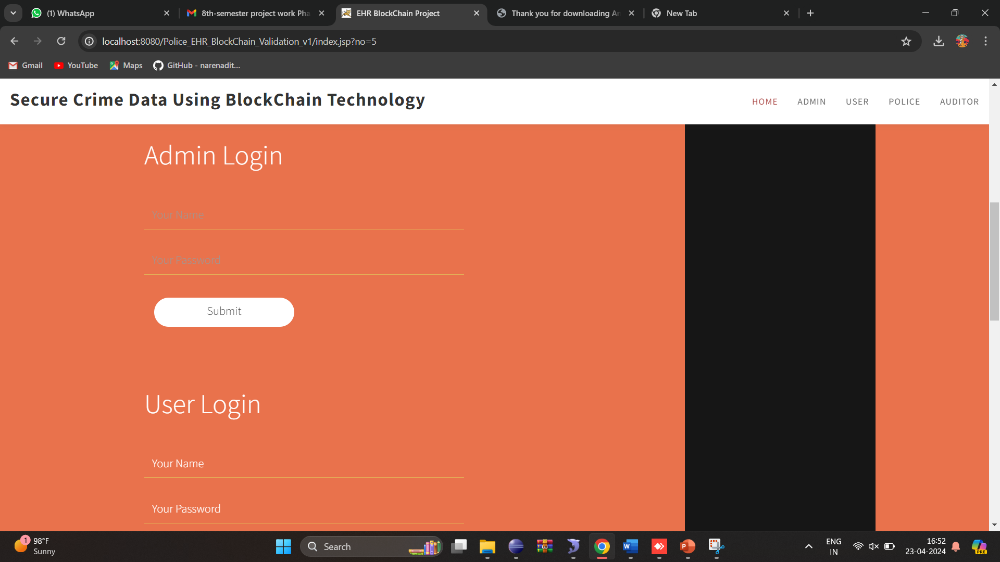 (1) WhatsApp
8th-semester project work Pha
EHR BlockChain Project
Thank you for downloading An
New Tab
localhost:8080/Police_EHR_BlockChain_Validation_v1/index.jsp?no=5
Gmail
YouTube
Maps
GitHub - narenadit...
Secure Crime Data Using BlockChain Technology
HOME
ADMIN
USER
POLICE
AUDITOR
Admin Login
Your Name
Your Password
Submit
User Login
Your Name
Your Password
1
98°F
Sunny
Search
W
P
PRE
ENG
IN
16:52
23-04-2024